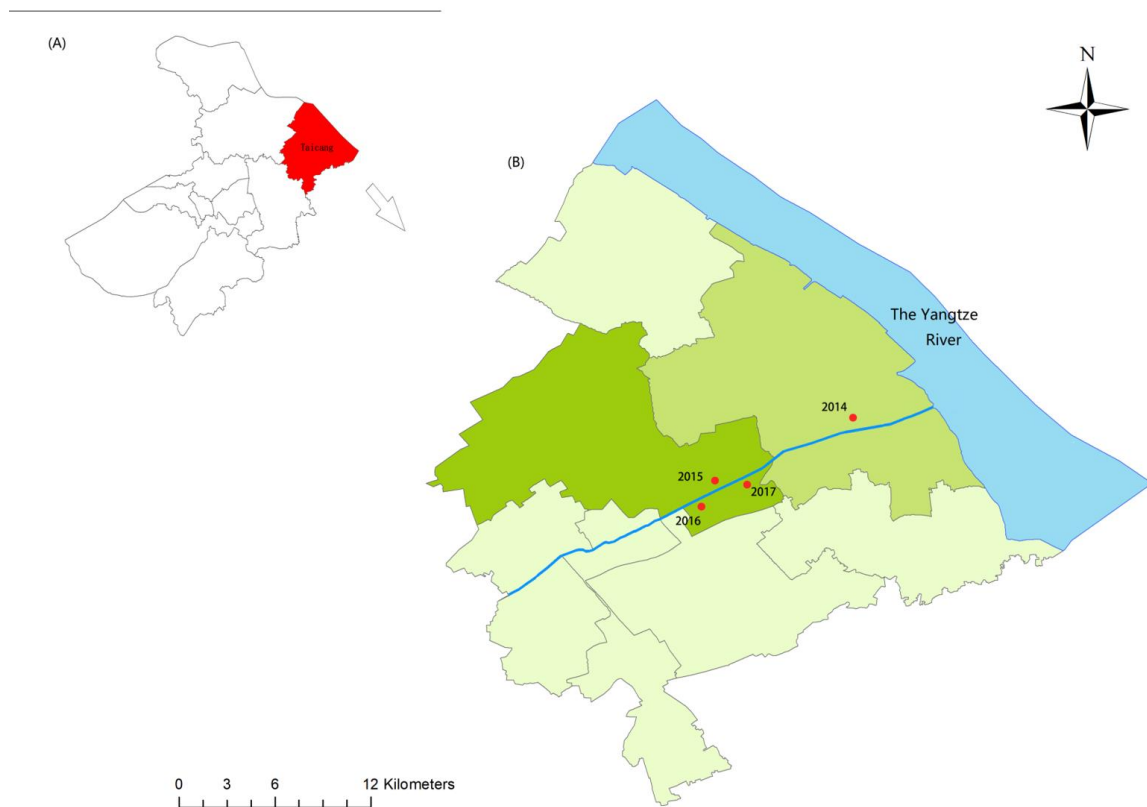 (A)
N
Taicang
(B)
The Yangtze
River
2014
2015
2017
2016
0 3 6 12 Kilometers